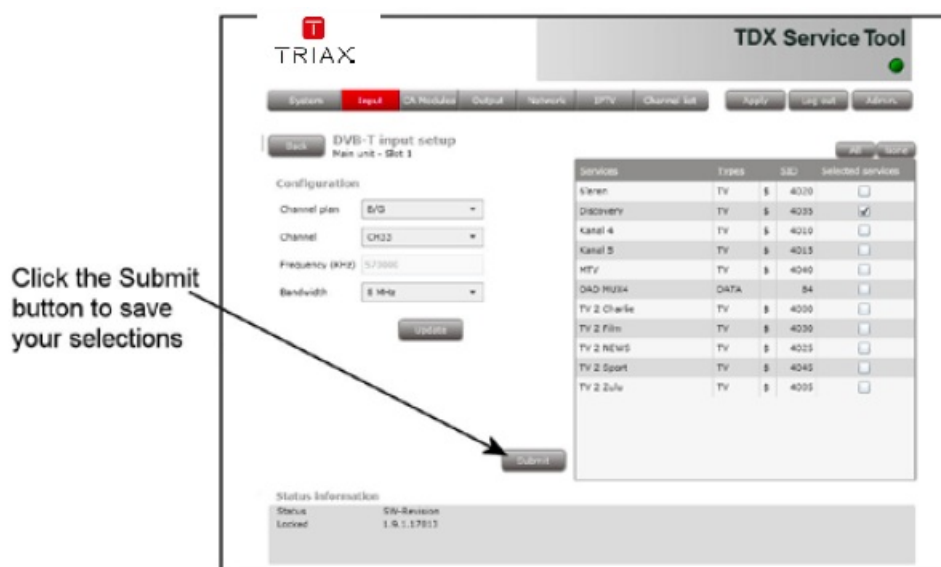 TRIAX
TDX Service Tool
System Input CA Modules Output Network IPTV Channel list Apply Log out Admin.
Back DVB-T input setup
Main unit - Slot 1
All None
Configuration
Channel plan B/G
Channel CH33
Frequency (KHz) 570000
Bandwidth 8 MHz
Update
Services Types SID Selected services
6'eren TV $ 4020
Discovery TV $ 4035
Kanal 4 TV $ 4010
Kanal 5 TV $ 4015
MTV TV $ 4040
DAD MUX4 DATA 84
TV 2 Charlie TV $ 4000
TV 2 Film TV $ 4030
TV 2 NEWS TV $ 4025
TV 2 Sport TV $ 4045
TV 2 Zulu TV $ 4005
Click the Submit
button to save
your selections
Submit
Status information
Status SW-Revision
Locked 1.9.1.17013